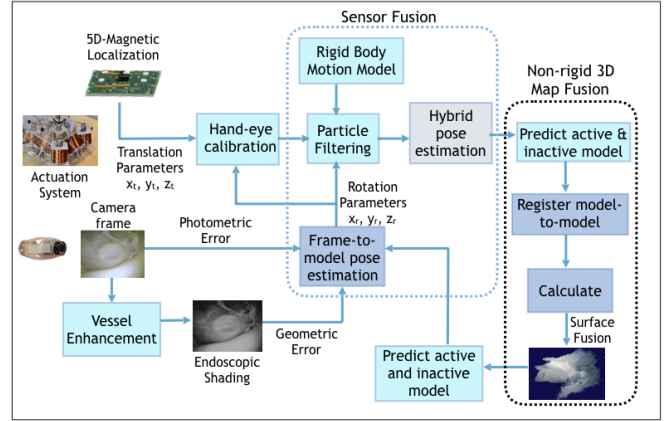 Sensor Fusion
5D-Magnetic
Localization
Rigid Body
Motion Model
Non-rigid 3D
Map Fusion
Hand-eye
calibration
Particle
Filtering
Hybrid
pose
estimation
Predict active &
inactive model
Actuation
System
Translation
Parameters
xt, yt, zt
Rotation
Parameters
xr, yr, zr
Register model-
to-model
Camera
frame
Photometric
Error
Frame-to-
model pose
estimation
Calculate
Vessel
Enhancement
Endoscopic
Shading
Geometric
Error
Surface
Fusion
Predict active
and inactive
model